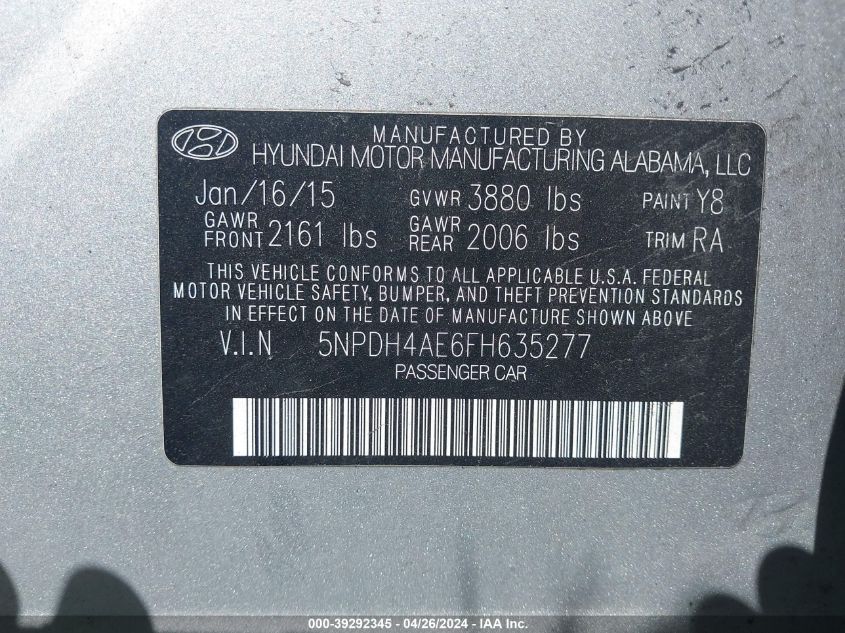 MANUFACTURED BY
HYUNDAI MOTOR MANUFACTURING ALABAMA, LLC
Jan/16/15 GVWR 3880 lbs PAINT Y8
GAWR FRONT 2161 lbs GAWR REAR 2006 lbs TRIM RA
THIS VEHICLE CONFORMS TO ALL APPLICABLE U.S.A. FEDERAL
MOTOR VEHICLE SAFETY, BUMPER, AND THEFT PREVENTION STANDARDS
IN EFFECT ON THE DATE OF MANUFACTURE SHOWN ABOVE
V.I.N 5NPDH4AE6FH635277
PASSENGER CAR
000-39292345 - 04/26/2024 - IAA Inc.